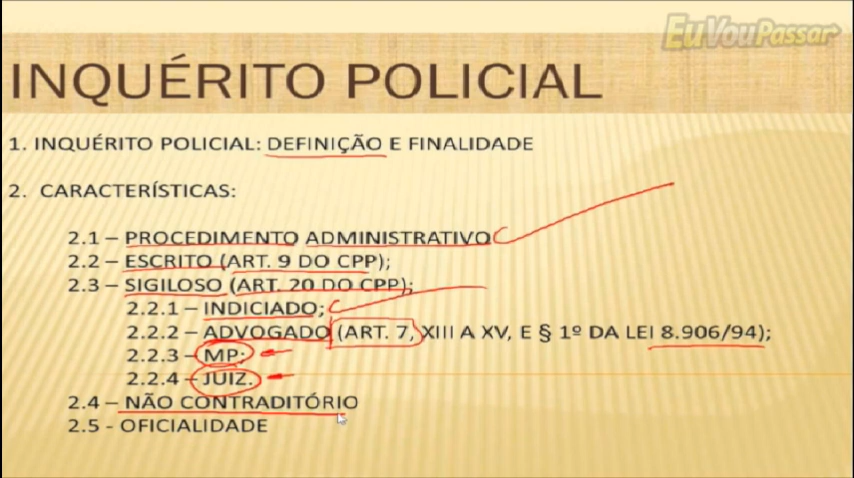 EuVouPassar
INQUÉRITO POLICIAL
1. INQUÉRITO POLICIAL: DEFINIÇÃO E FINALIDADE
2. CARACTERÍSTICAS:
2.1 – PROCEDIMENTO ADMINISTRATIVO
2.2 – ESCRITO (ART. 9 DO CPP);
2.3 – SIGILOSO (ART. 20 DO CPP);
2.2.1 – INDICIADO;
2.2.2 – ADVOGADO (ART. 7, XIII A XV, E § 1º DA LEI 8.906/94);
2.2.3 – MP;
2.2.4 – JUIZ.
2.4 – NÃO CONTRADITÓRIO
2.5 - OFICIALIDADE